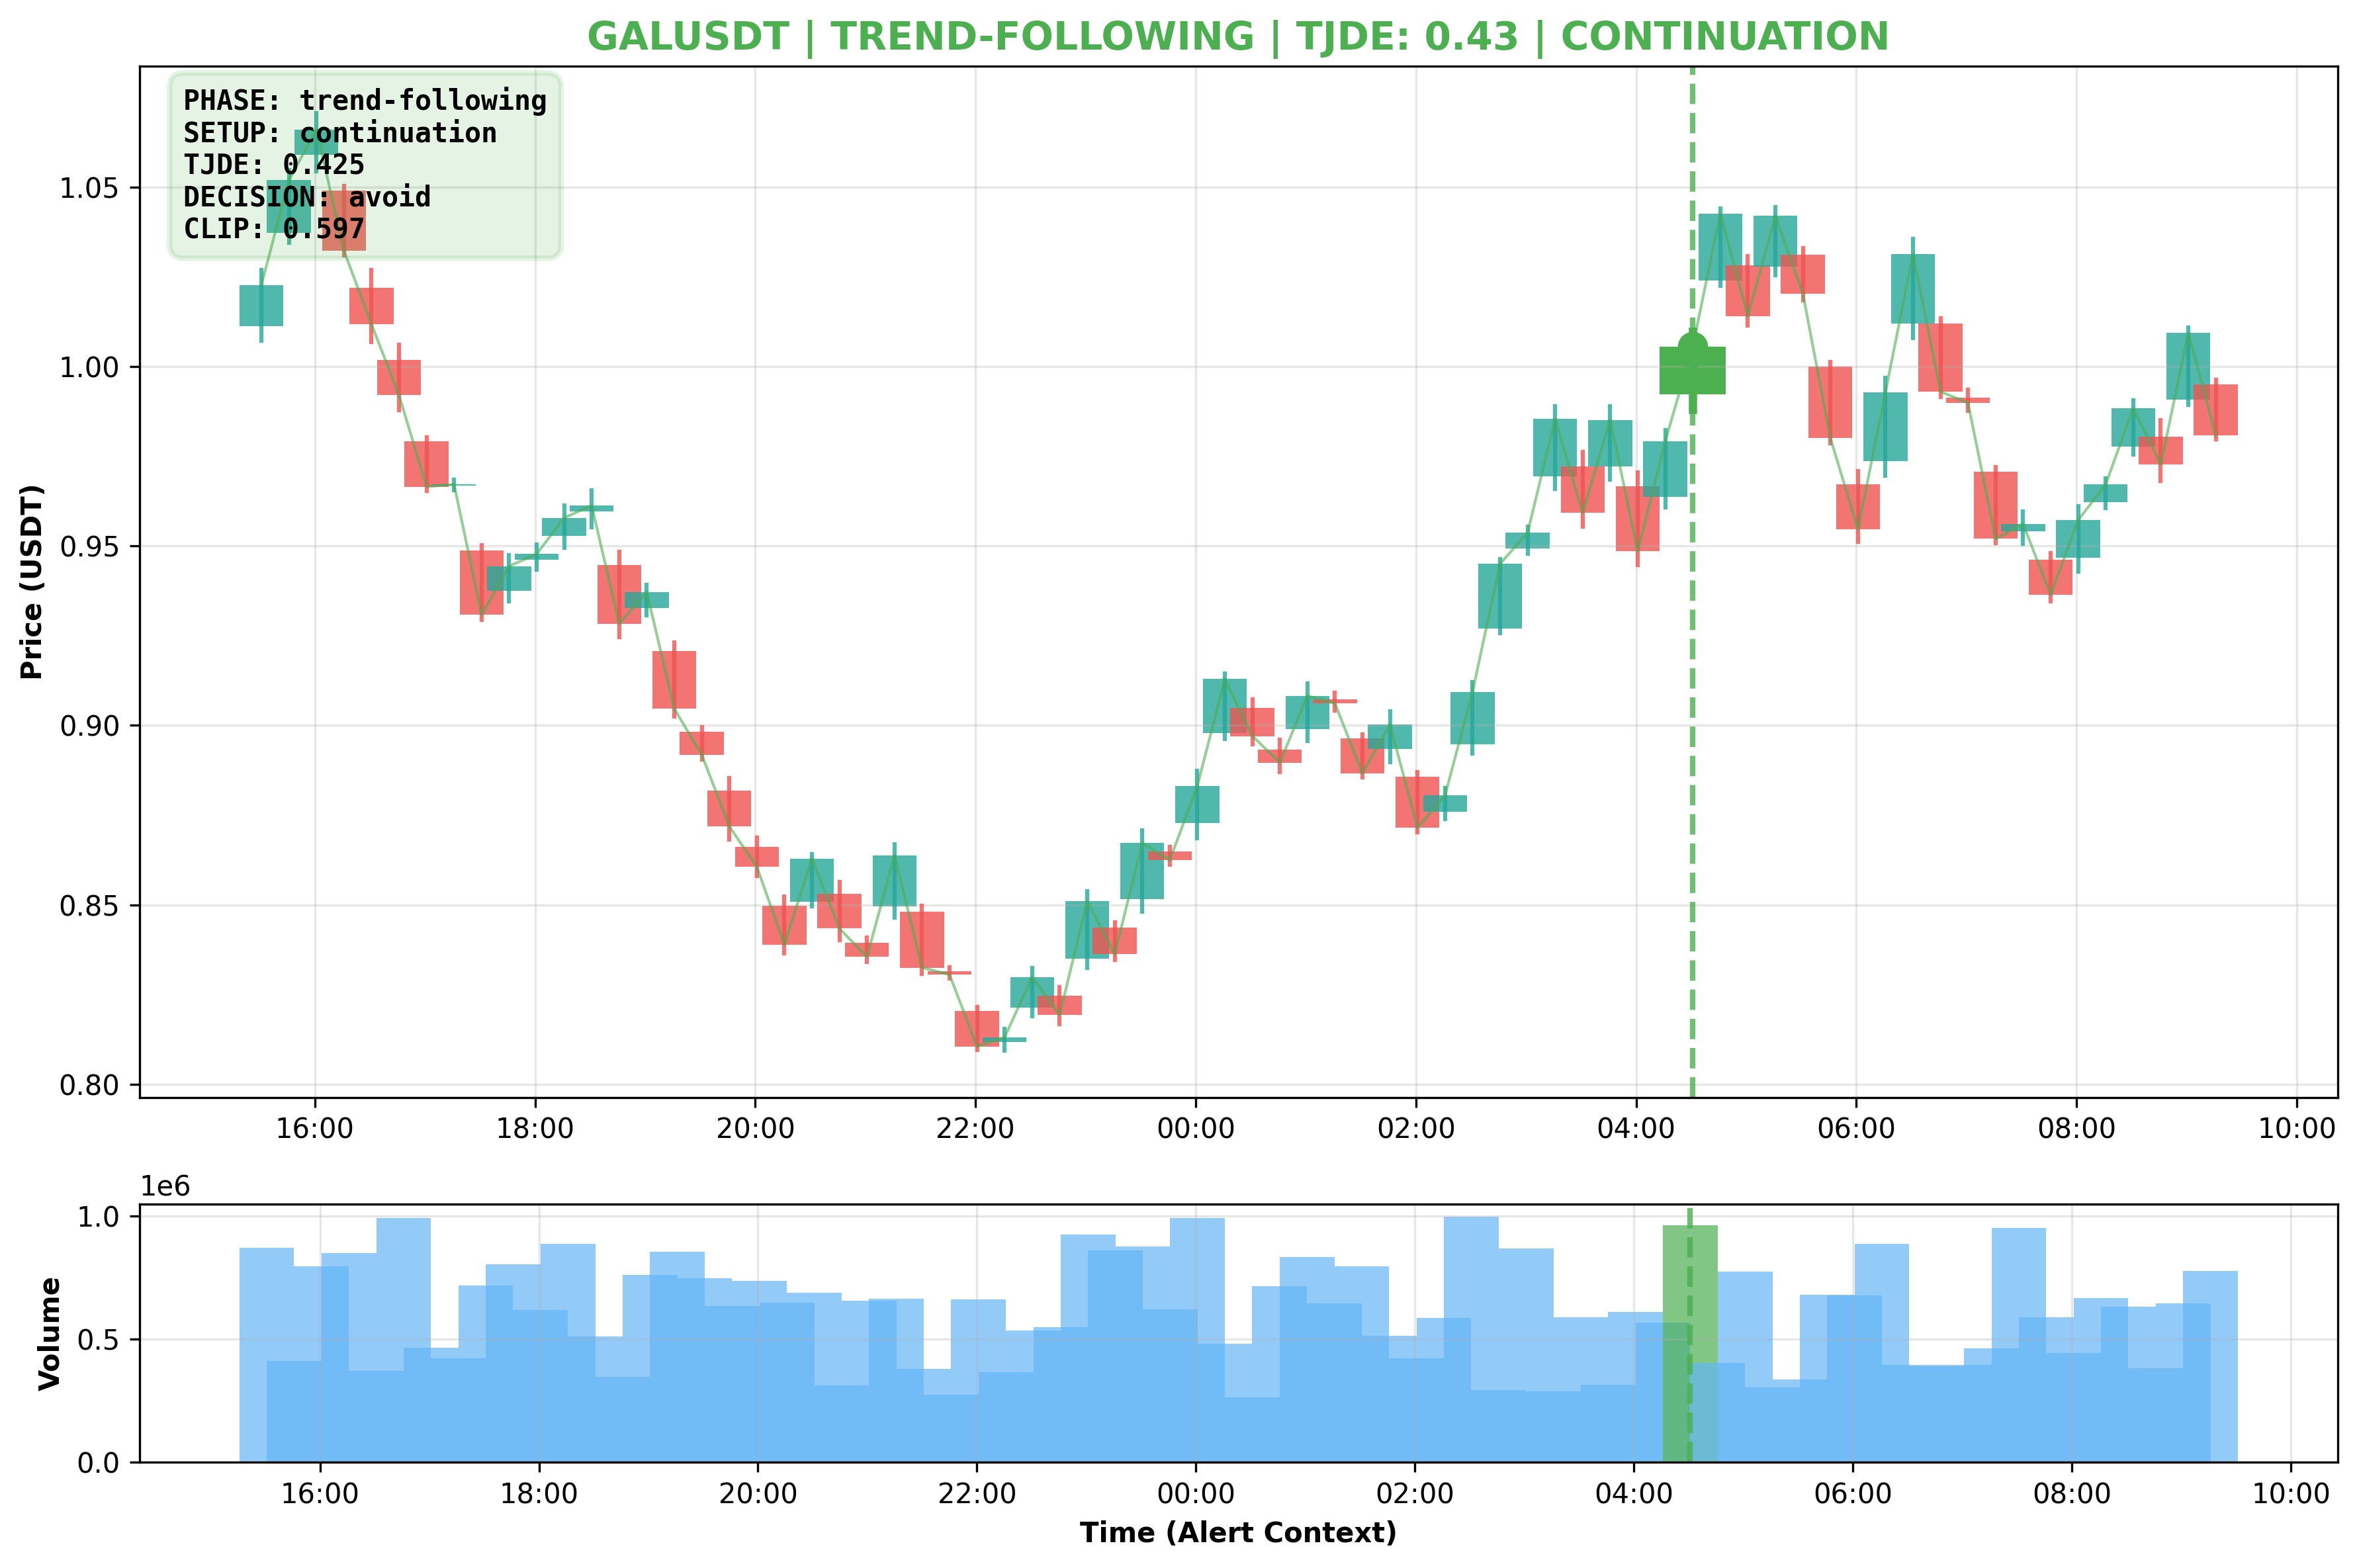 GALUSDT | TREND-FOLLOWING | TJDE: 0.43 | CONTINUATION
PHASE: trend-following
SETUP: continuation
TJDE: 0.425
DECISION: avoid
CLIP: 0.597
Price (USDT)
1.05
1.00
0.95
0.90
0.85
0.80
16:00 18:00 20:00 22:00 00:00 02:00 04:00 06:00 08:00 10:00
1e6
Volume
1.0
0.5
0.0
16:00 18:00 20:00 22:00 00:00 02:00 04:00 06:00 08:00 10:00
Time (Alert Context)